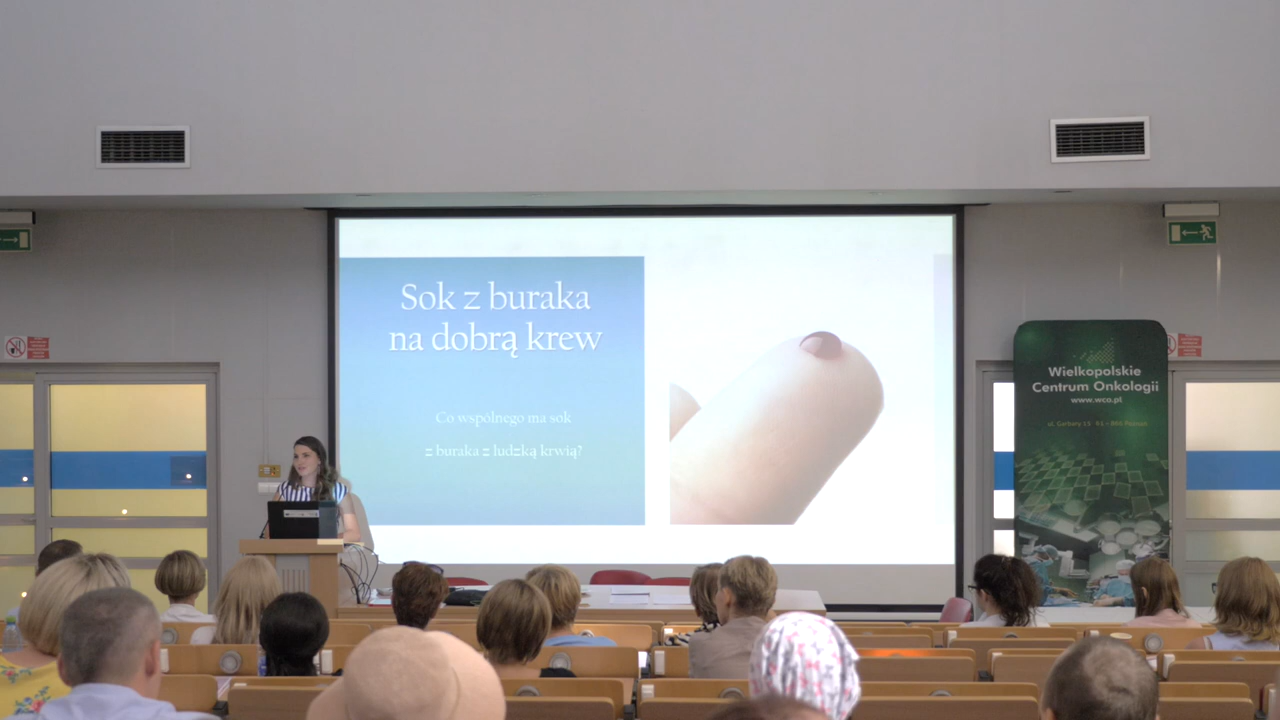 Sok z buraka
na dobrą krew
Co wspólnego ma sok
z buraka z ludzką krwią?
Wielkopolskie
Centrum Onkologii
www.wco.pl